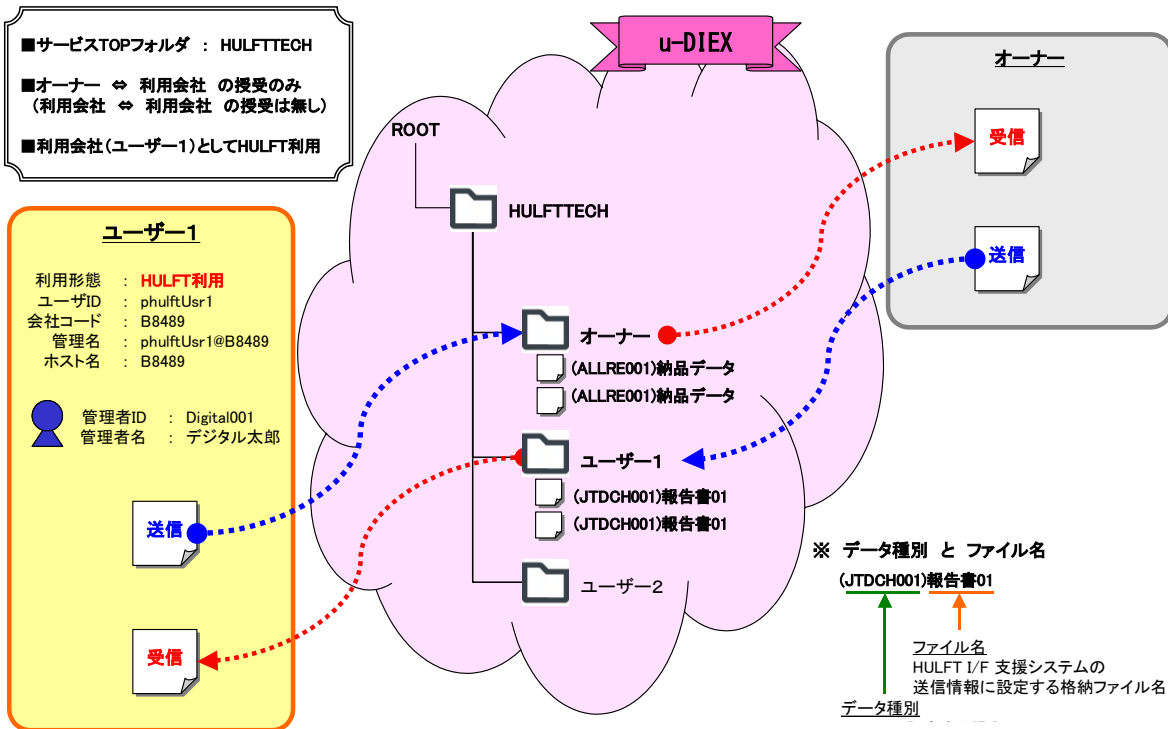 ■サービスTOPフォルダ : HULFTTECH
■オーナー ⇔ 利用会社 の授受のみ
(利用会社 ⇔ 利用会社 の授受は無し)
■利用会社(ユーザー1)としてHULFT利用
u-DIEX
ROOT
HULFTTECH
オーナー
(ALLRE001)納品データ
(ALLRE001)納品データ
ユーザー1
(JTDCH001)報告書01
(JTDCH001)報告書01
ユーザー2
オーナー
受信
送信
ユーザー1
利用形態 : HULFT利用
ユーザID : phulftUsr1
会社コード : B8489
管理名 : phulftUsr1@B8489
ホスト名 : B8489
管理者ID : Digital001
管理者名 : デジタル太郎
送信
受信
※ データ種別 と ファイル名
(JTDCH001)報告書01
ファイル名
HULFT I/F 支援システムの
送信情報に設定する格納ファイル名
データ種別